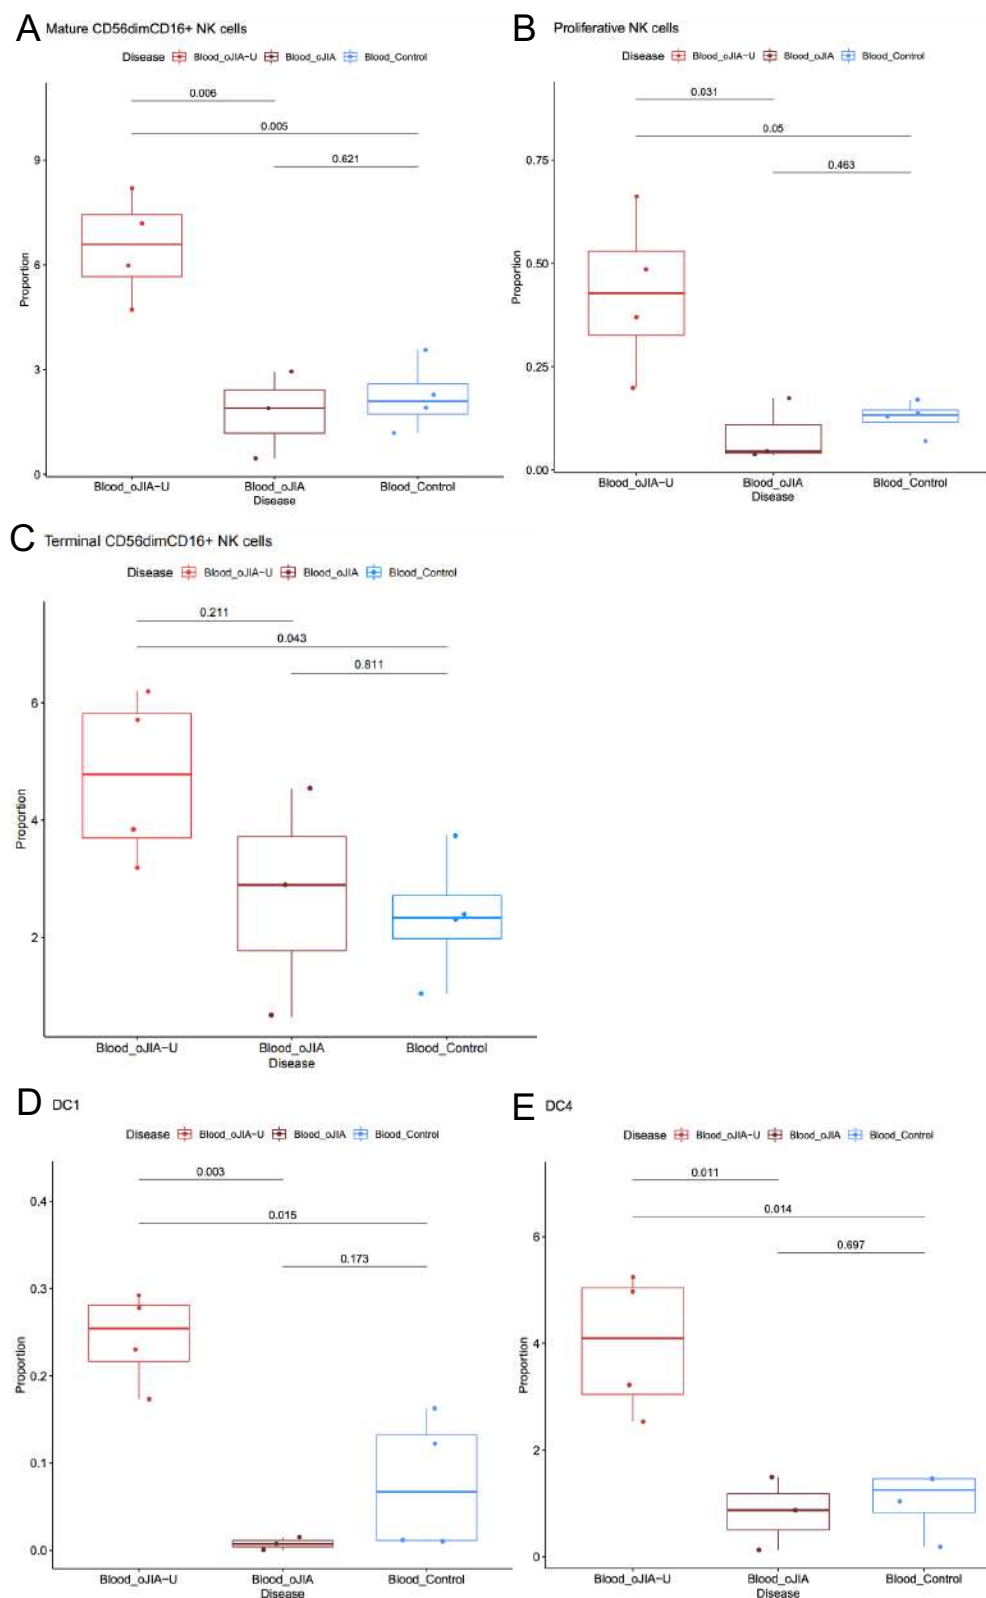 A Mature CD56dimCD16+ NK cells
Disease Blood_oJIA-U Blood_oJIA Blood_Control
0.006
0.005
0.621
9
6
3
0
Proportion
Blood_oJIA-U Blood_oJIA Blood_Control
Disease
B Proliferative NK cells
Disease Blood_oJIA-U Blood_oJIA Blood_Control
0.031
0.05
0.463
0.75
0.50
0.25
0.00
Proportion
Blood_oJIA-U Blood_oJIA Blood_Control
Disease
C Terminal CD56dimCD16+ NK cells
Disease Blood_oJIA-U Blood_oJIA Blood_Control
0.211
0.043
0.811
6
4
2
Proportion
Blood_oJIA-U Blood_oJIA Blood_Control
Disease
D DC1
Disease Blood_oJIA-U Blood_oJIA Blood_Control
0.003
0.015
0.173
0.4
0.3
0.2
0.1
0.0
Proportion
Blood_oJIA-U Blood_oJIA Blood_Control
Disease
E DC4
Disease Blood_oJIA-U Blood_oJIA Blood_Control
0.011
0.014
0.697
6
4
2
0
Proportion
Blood_oJIA-U Blood_oJIA Blood_Control
Disease